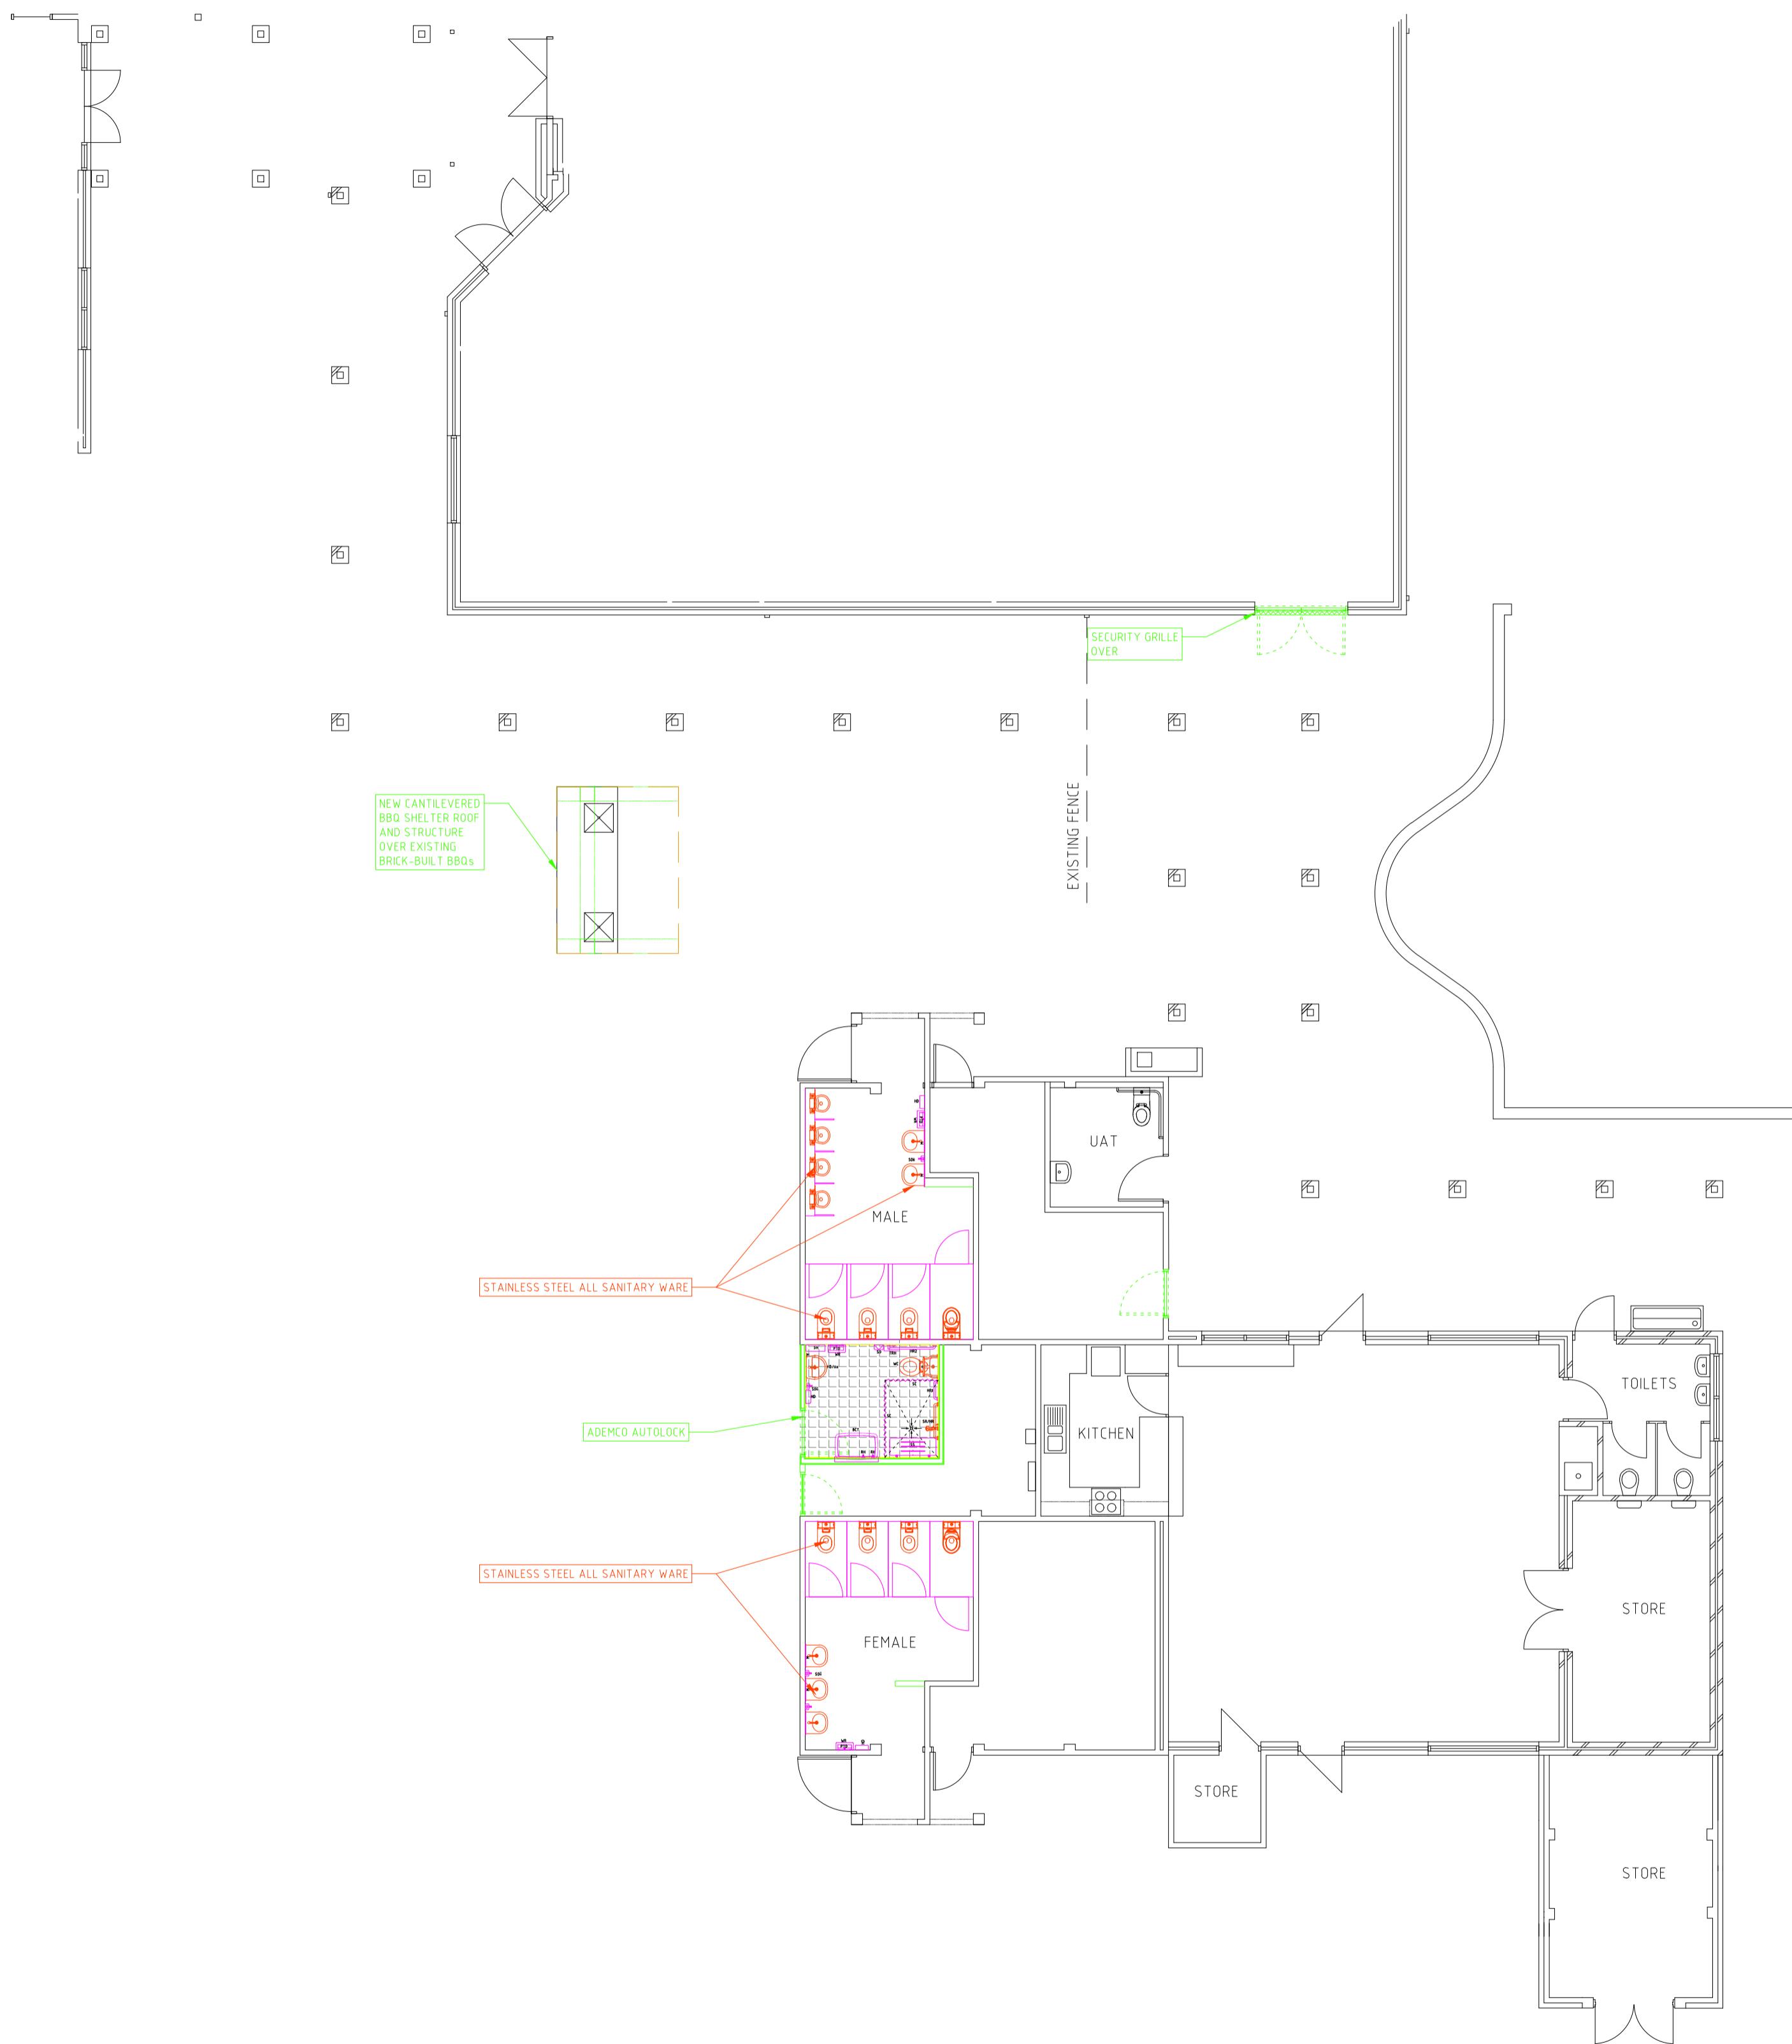 SECURITY GRILLE
OVER
EXISTING FENCE
NEW CANTILEVERED
BBQ SHELTER ROOF
AND STRUCTURE
OVER EXISTING
BRICK-BUILT BBQs
UAT
MALE
STAINLESS STEEL ALL SANITARY WARE
TOILETS
ADEMCO AUTOLOCK
KITCHEN
STAINLESS STEEL ALL SANITARY WARE
STORE
FEMALE
STORE
STORE